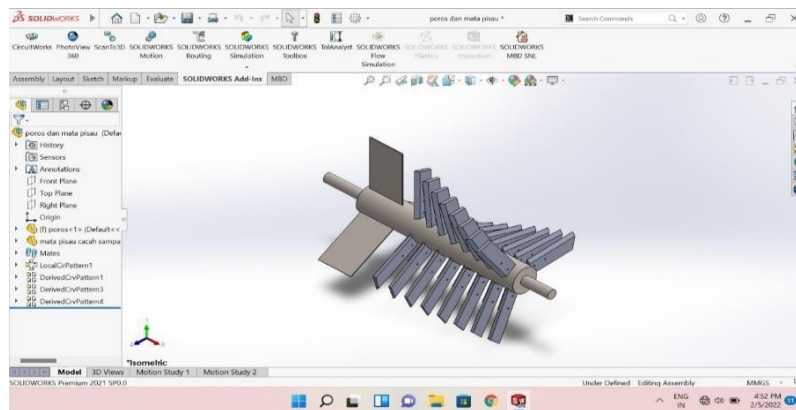 SOLIDWORKS
poros dan mata pisau *
Search Commands
CircuitWorks PhotoView 360 ScanTo3D SOLIDWORKS Motion SOLIDWORKS Routing SOLIDWORKS Simulation SOLIDWORKS Toolbox TolAnalyst SOLIDWORKS Flow Simulation SOLIDWORKS Plastics SOLIDWORKS Inspection SOLIDWORKS MBD SNL
Assembly Layout Sketch Markup Evaluate SOLIDWORKS Add-Ins MBD
poros dan mata pisau (Defau
History
Sensors
Annotations
Front Plane
Top Plane
Right Plane
Origin
(f) poros<1> (Default<<
mata pisau cacah sampa
Mates
LocalCirPattern1
DerivedCrvPattern1
DerivedCrvPattern3
DerivedCrvPattern4
*Isometric
Model 3D Views Motion Study 1 Motion Study 2
SOLIDWORKS Premium 2021 SP0.0
Under Defined Editing Assembly MMGS
ENG
IN
4:52 PM
2/5/2022